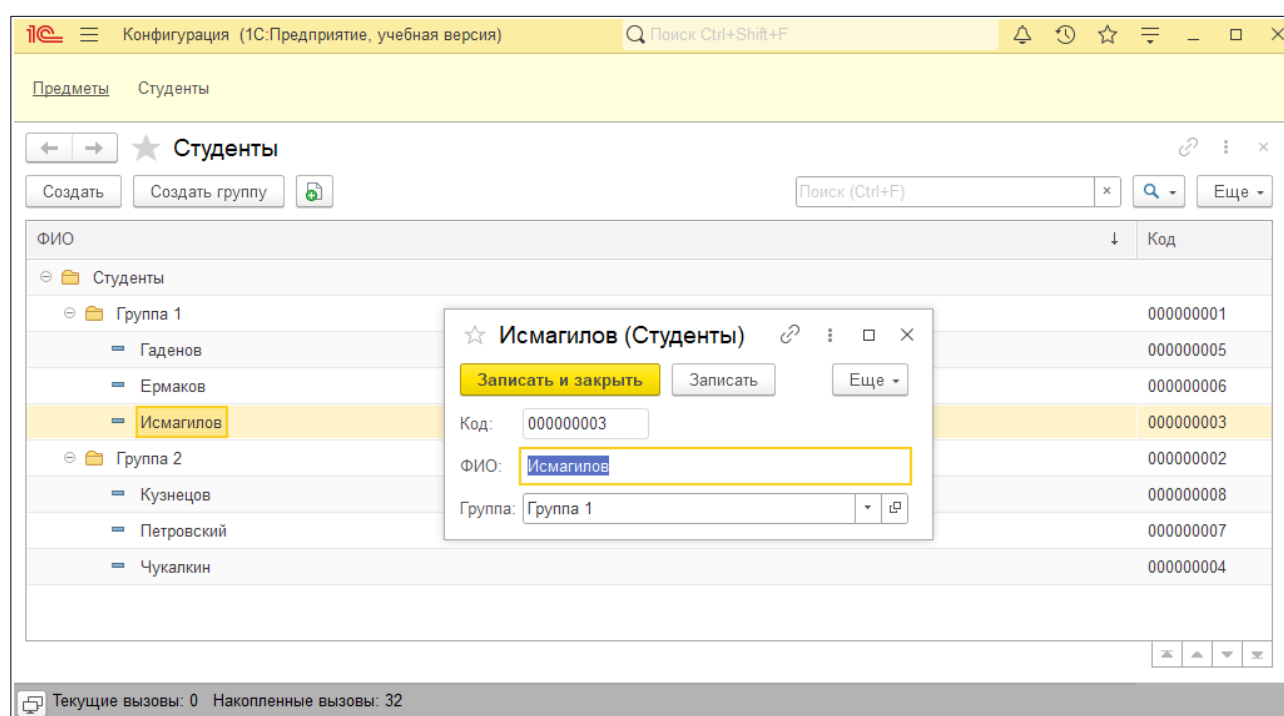 1С Конфигурация (1С:Предприятие, учебная версия) Поиск Ctrl+Shift+F
Предметы Студенты
Студенты
Создать Создать группу Поиск (Ctrl+F) × Еще
ФИО ↓ Код
Студенты
Группа 1 000000001
Гаденов 000000005
Ермаков 000000006
Исмагилов 000000003
Группа 2 000000002
Кузнецов 000000008
Петровский 000000007
Чукалкин 000000004
Исмагилов (Студенты)
Записать и закрыть Записать Еще
Код: 000000003
ФИО: Исмагилов
Группа: Группа 1
Текущие вызовы: 0 Накопленные вызовы: 32